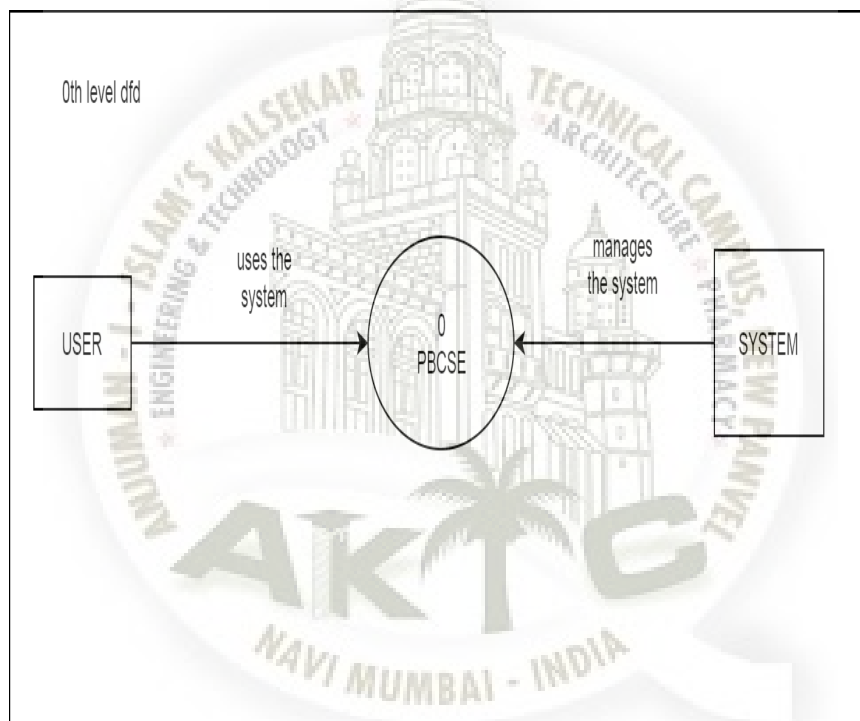 0th level dfd
uses the
system
manages
the system
USER
0
PBCSE
SYSTEM
ANJUMAN - I - ISLAM'S KALSEKAR TECHNICAL CAMPUS, NEW PANVEL
★ ENGINEERING & TECHNOLOGY ★ ★ ARCHITECTURE ★ PHARMACY ★
AKTC
NAVI MUMBAI - INDIA